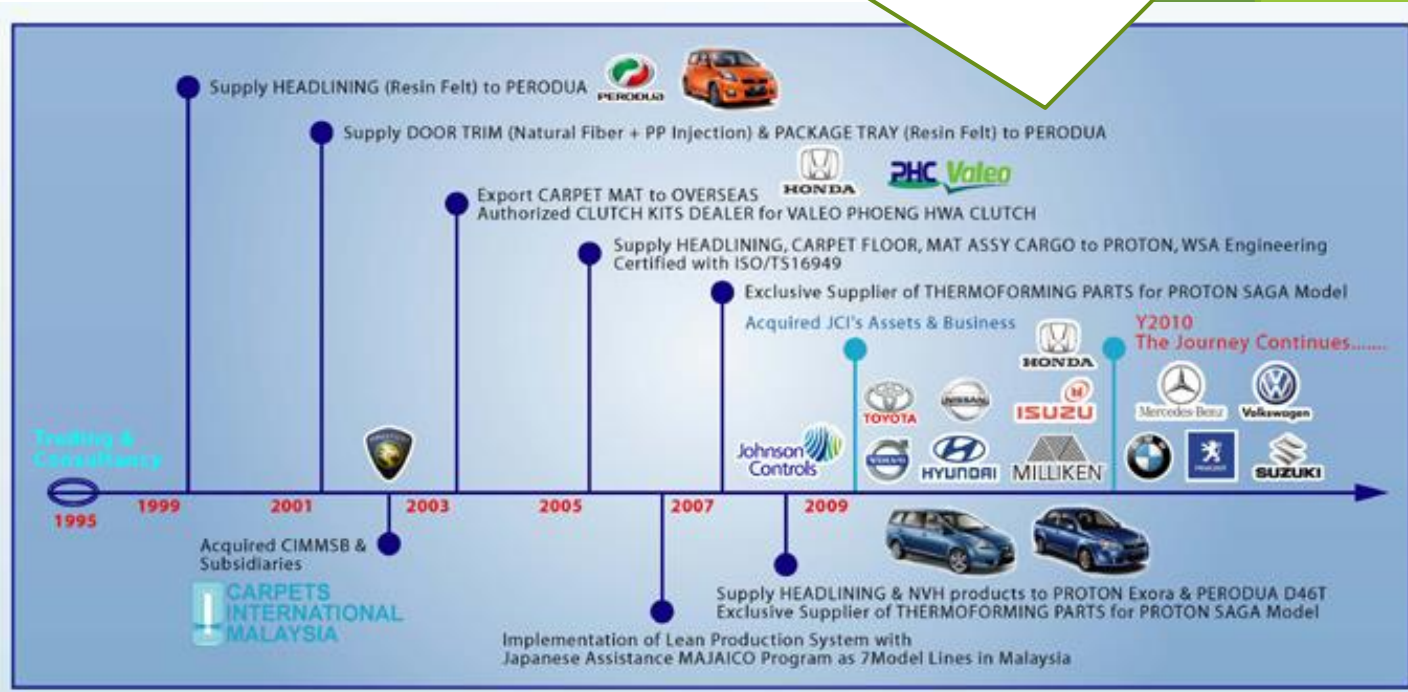 Supply HEADLINING (Resin Felt) to PERODUA
PERODUA
Supply DOOR TRIM (Natural Fiber + PP Injection) & PACKAGE TRAY (Resin Felt) to PERODUA
Export CARPET MAT to OVERSEAS
Authorized CLUTCH KITS DEALER for VALEO PHOENG HWA CLUTCH
HONDA
PHC Valeo
Supply HEADLINING, CARPET FLOOR, MAT ASSY CARGO to PROTON, WSA Engineering
Certified with ISO/TS16949
Exclusive Supplier of THERMOFORMING PARTS for PROTON SAGA Model
Acquired JCI's Assets & Business
Y2010
The Journey Continues.......
HONDA
TOYOTA
NISSAN
ISUZU
Mercedes-Benz
Volkswagen
Johnson
Controls
VOLVO
HYUNDAI
MILLIKEN
BMW
PEUGEOT
SUZUKI
Trading &
Consultancy
1995
1999
2001
2003
2005
2007
2009
Acquired CIMMSB &
Subsidiaries
CARPETS
INTERNATIONAL
MALAYSIA
Supply HEADLINING & NVH products to PROTON Exora & PERODUA D46T
Exclusive Supplier of THERMOFORMING PARTS for PROTON SAGA Model
Implementation of Lean Production System with
Japanese Assistance MAJAICO Program as 7Model Lines in Malaysia